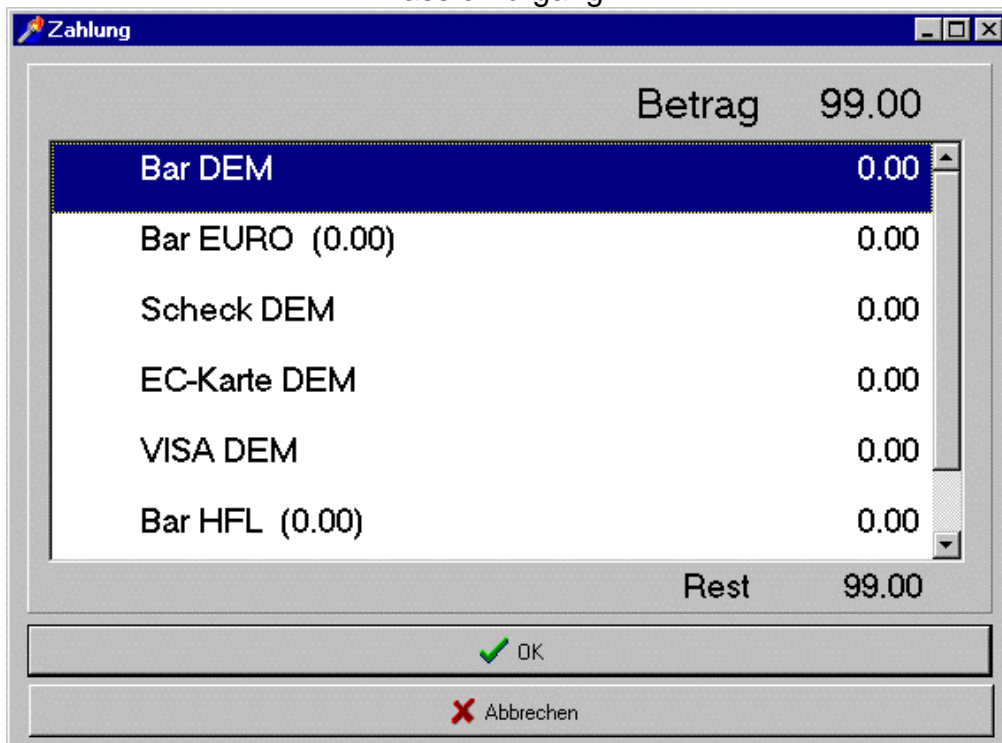 Zahlung
Betrag 99.00
Bar DEM 0.00
Bar EURO (0.00) 0.00
Scheck DEM 0.00
EC-Karte DEM 0.00
VISA DEM 0.00
Bar HFL (0.00) 0.00
Rest 99.00
OK
Abbrechen